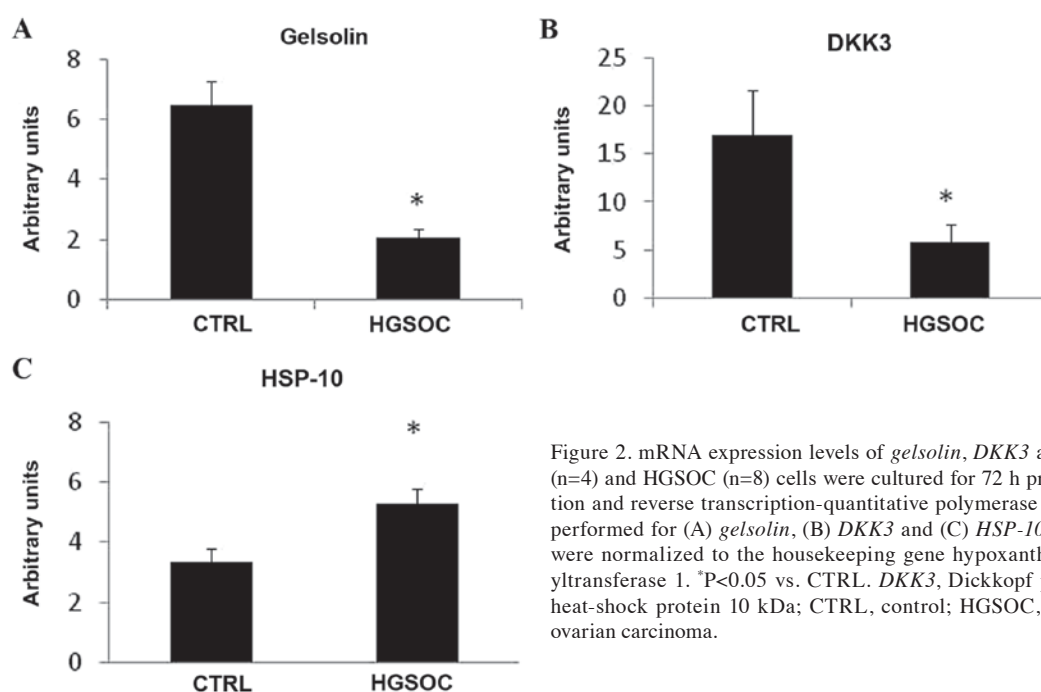 A
Gelsolin
Arbitrary units
8
6
4
2
0
CTRL HGSOC
*
B
DKK3
Arbitrary units
25
20
15
10
5
0
CTRL HGSOC
*
C
HSP-10
Arbitrary units
8
6
4
2
0
CTRL HGSOC
*
Figure 2. mRNA expression levels of gelsolin, DKK3 a
(n=4) and HGSOC (n=8) cells were cultured for 72 h pr
tion and reverse transcription-quantitative polymerase
performed for (A) gelsolin, (B) DKK3 and (C) HSP-10
were normalized to the housekeeping gene hypoxanth
yltransferase 1. *P<0.05 vs. CTRL. DKK3, Dickkopf
heat-shock protein 10 kDa; CTRL, control; HGSOC,
ovarian carcinoma.